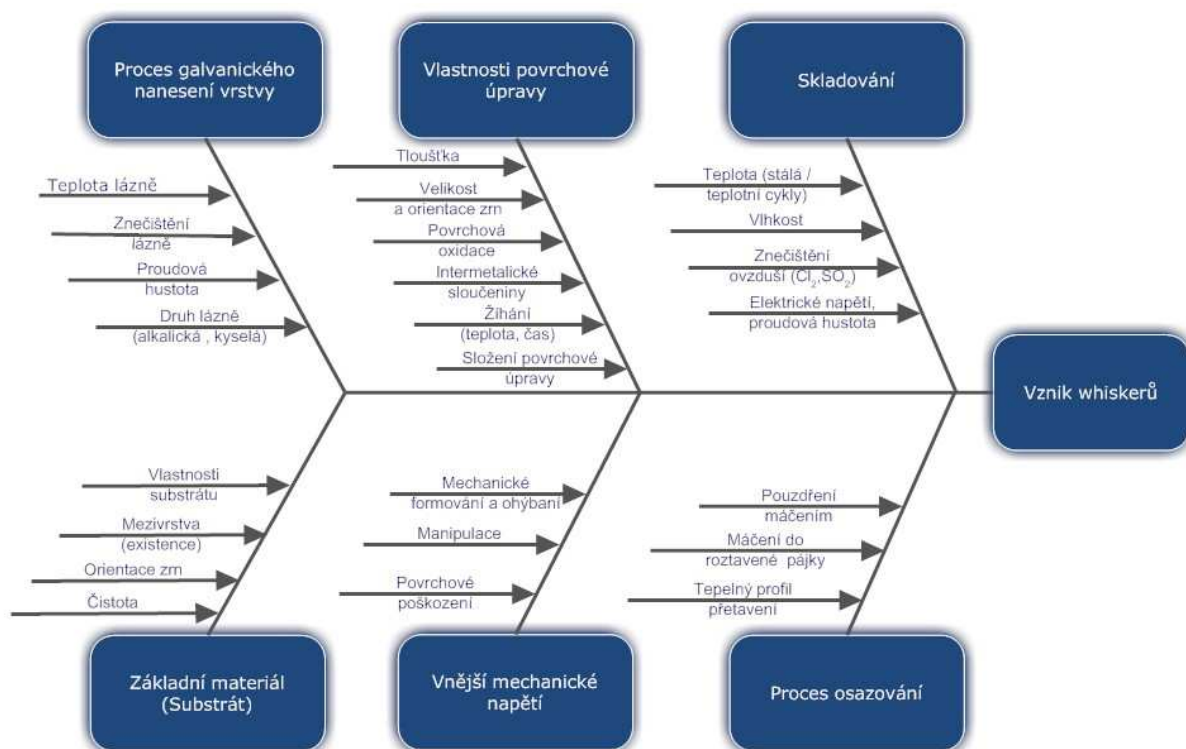 Proces galvanického
nanesení vrstvy
Vlastnosti povrchové
úpravy
Skladování
Teplota lázně
Znečištění
lázně
Proudová
hustota
Druh lázně
(alkalická , kyselá)
Tloušťka
Velikost
a orientace zrn
Povrchová
oxidace
Intermetalické
sloučeniny
Žíhání
(teplota, čas)
Složení povrchové
úpravy
Teplota (stálá /
teplotní cykly)
Vlhkost
Znečištění
ovzduší (Cl₂,SO₂)
Elektrické napětí,
proudová hustota
Vznik whiskerů
Vlastnosti
substrátu
Mezivrstva
(existence)
Orientace zrn
Čistota
Mechanické
formování a ohýbaní
Manipulace
Povrchové
poškození
Pouzdření
máčením
Máčení do
roztavené pájky
Tepelný profil
přetavení
Základní materiál
(Substrát)
Vnější mechanické
napětí
Proces osazování